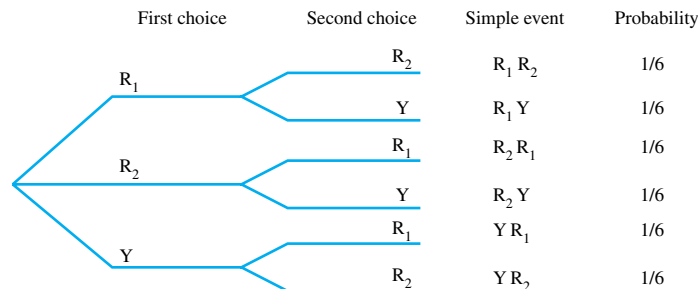 First choice Second choice Simple event Probability
R₁ R₂ R₁ R₂ 1/6
Y R₁ Y 1/6
R₂ R₁ R₂ R₁ 1/6
Y R₂ Y 1/6
Y R₁ Y R₁ 1/6
R₂ Y R₂ 1/6